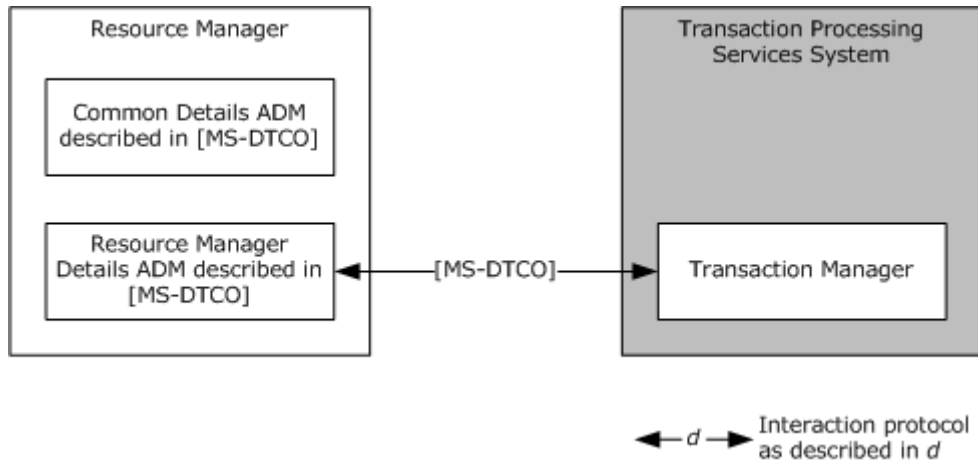 Resource Manager
Common Details ADM
described in [MS-DTCO]
Resource Manager
Details ADM described in
[MS-DTCO]
[MS-DTCO]
Transaction Processing
Services System
Transaction Manager
d
Interaction protocol
as described in d